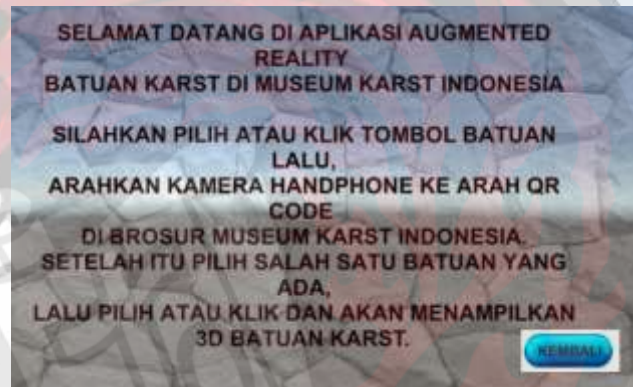 SELAMAT DATANG DI APLIKASI AUGMENTED
REALITY
BATUAN KARST DI MUSEUM KARST INDONESIA
SILAHKAN PILIH ATAU KLIK TOMBOL BATUAN
LALU,
ARAHKAN KAMERA HANDPHONE KE ARAH QR
CODE
DI BROSUR MUSEUM KARST INDONESIA.
SETELAH ITU PILIH SALAH SATU BATUAN YANG
ADA,
LALU PILIH ATAU KLIK DAN AKAN MENAMPILKAN
3D BATUAN KARST.
KEMBALI